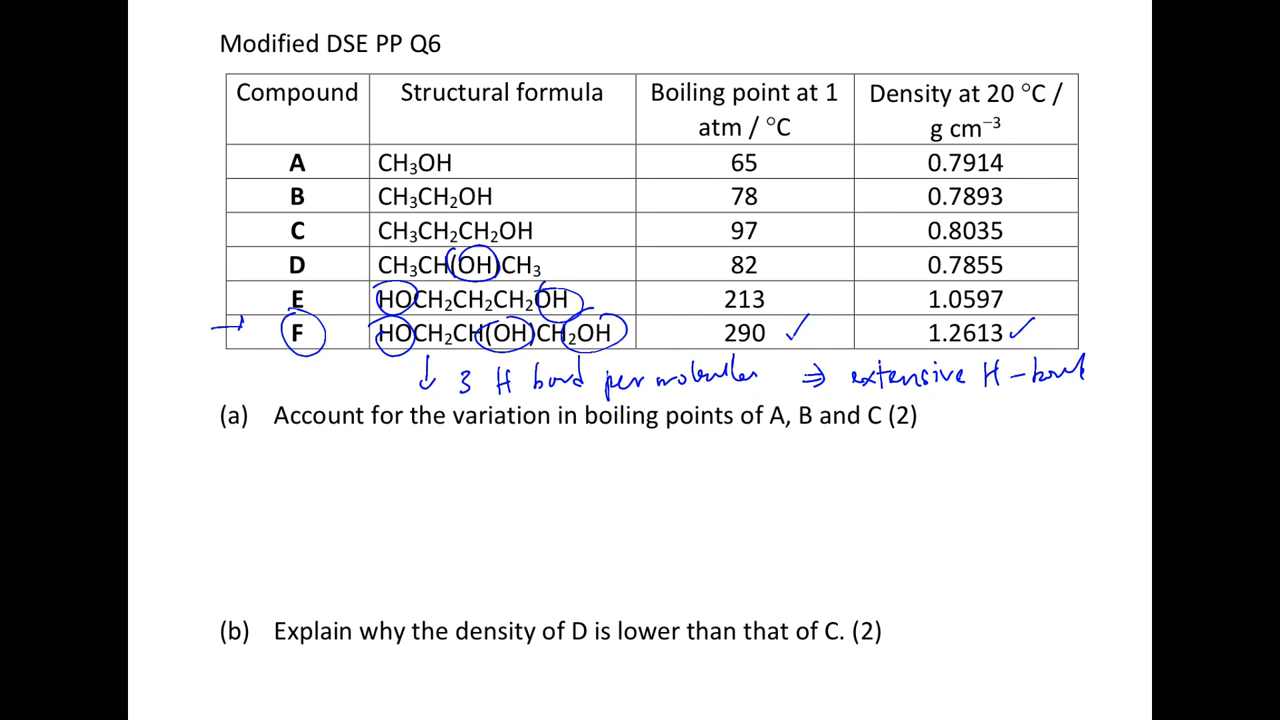 Modified DSE PP Q6
Compound Structural formula Boiling point at 1 atm / °C Density at 20 °C / g cm⁻³
A CH₃OH 65 0.7914
B CH₃CH₂OH 78 0.7893
C CH₃CH₂CH₂OH 97 0.8035
D CH₃CH(OH)CH₃ 82 0.7855
E HOCH₂CH₂CH₂OH 213 1.0597
→ F HOCH₂CH(OH)CH₂OH 290 ✓ 1.2613 ✓
↓ 3 H bond per molecules ⇒ extensive H-bond
(a) Account for the variation in boiling points of A, B and C (2)
(b) Explain why the density of D is lower than that of C. (2)